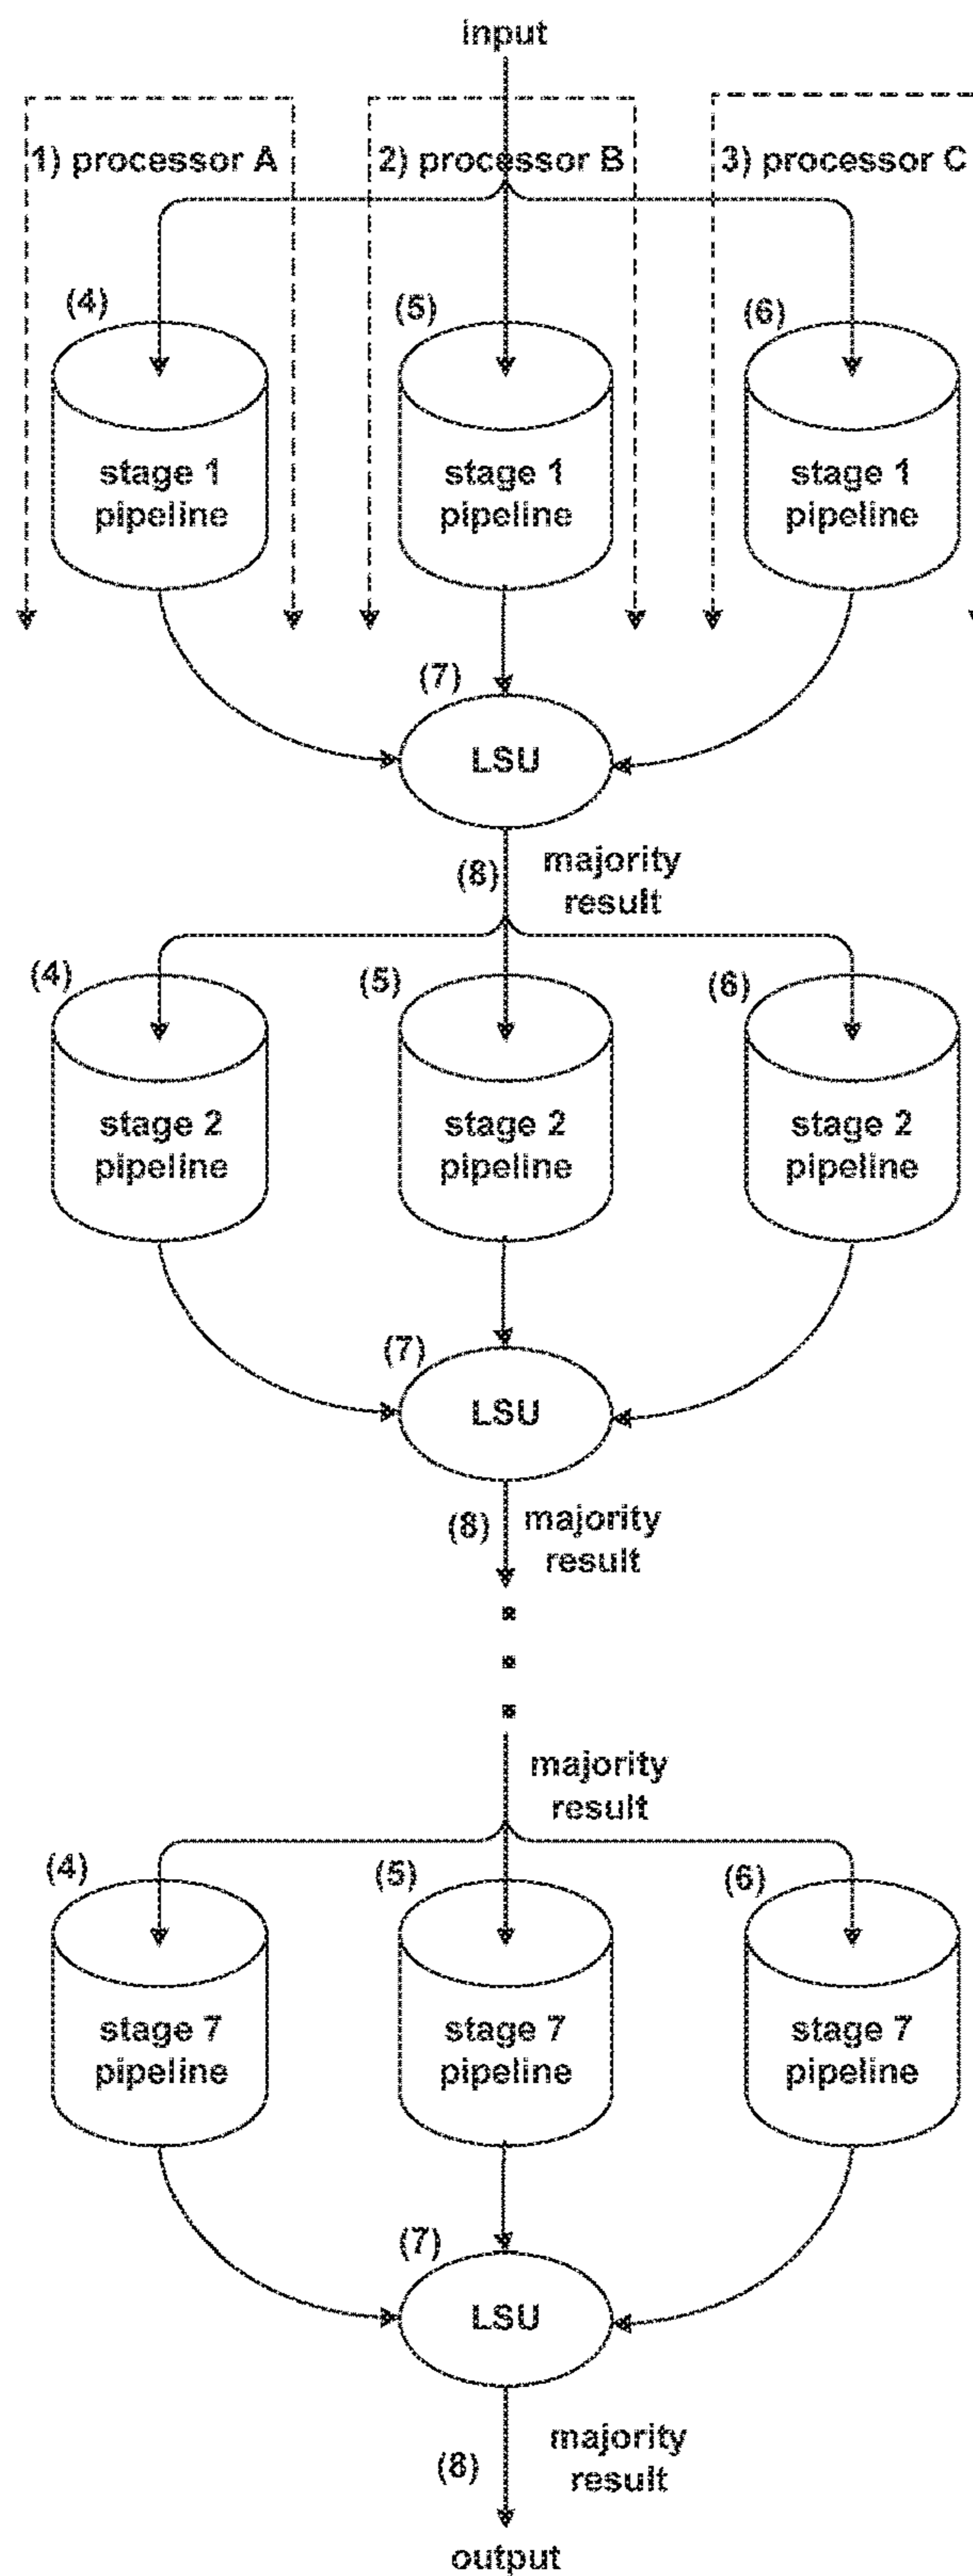 input
1) processor A
2) processor B
3) processor C
(4)
(5)
(6)
stage 1
pipeline
stage 1
pipeline
stage 1
pipeline
(7)
LSU
(8)
majority
result
(4)
(5)
(6)
stage 2
pipeline
stage 2
pipeline
stage 2
pipeline
(7)
LSU
(8)
majority
result
majority
result
(4)
(5)
(6)
stage 7
pipeline
stage 7
pipeline
stage 7
pipeline
(7)
LSU
(8)
majority
result
output